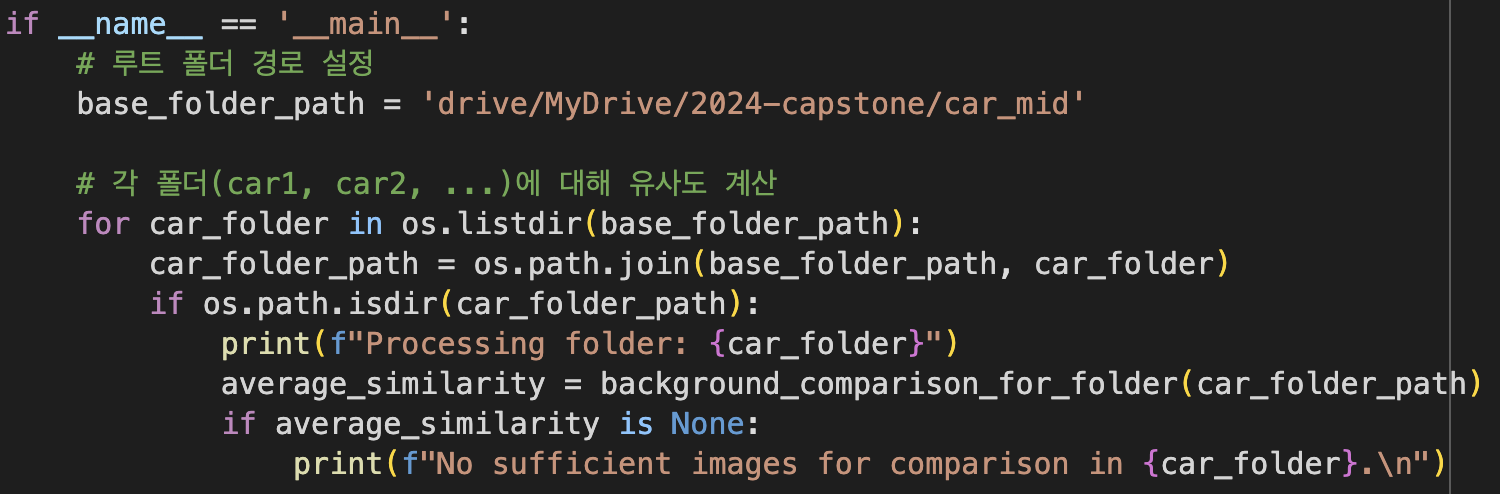 if __name__ == '__main__':
    # 루트 폴더 경로 설정
    base_folder_path = 'drive/MyDrive/2024-capstone/car_mid'

    # 각 폴더(car1, car2, ...)에 대해 유사도 계산
    for car_folder in os.listdir(base_folder_path):
        car_folder_path = os.path.join(base_folder_path, car_folder)
        if os.path.isdir(car_folder_path):
            print(f"Processing folder: {car_folder}")
            average_similarity = background_comparison_for_folder(car_folder_path)
            if average_similarity is None:
                print(f"No sufficient images for comparison in {car_folder}.\n")